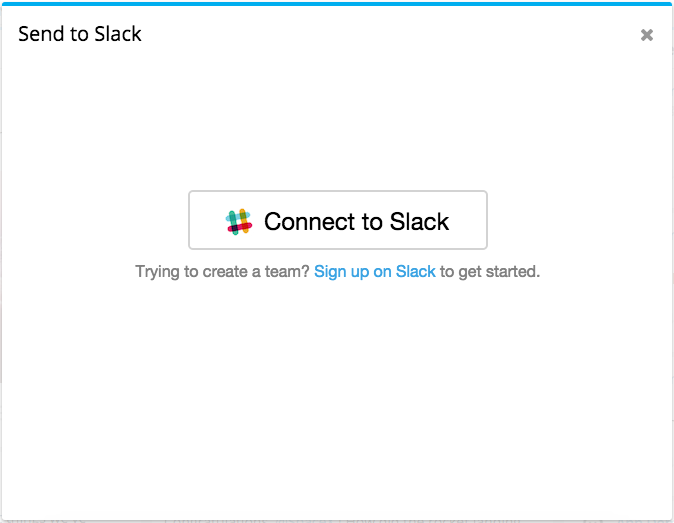 Send to Slack
Connect to Slack
Trying to create a team? Sign up on Slack to get started.